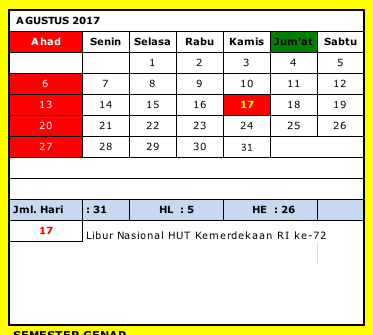 AGUSTUS 2017
Ahad Senin Selasa Rabu Kamis Jum'at Sabtu
1 2 3 4 5
6 7 8 9 10 11 12
13 14 15 16 17 18 19
20 21 22 23 24 25 26
27 28 29 30 31
Jml. Hari : 31 HL : 5 HE : 26
17 Libur Nasional HUT Kemerdekaan RI ke-72
SEMESTER GENAP